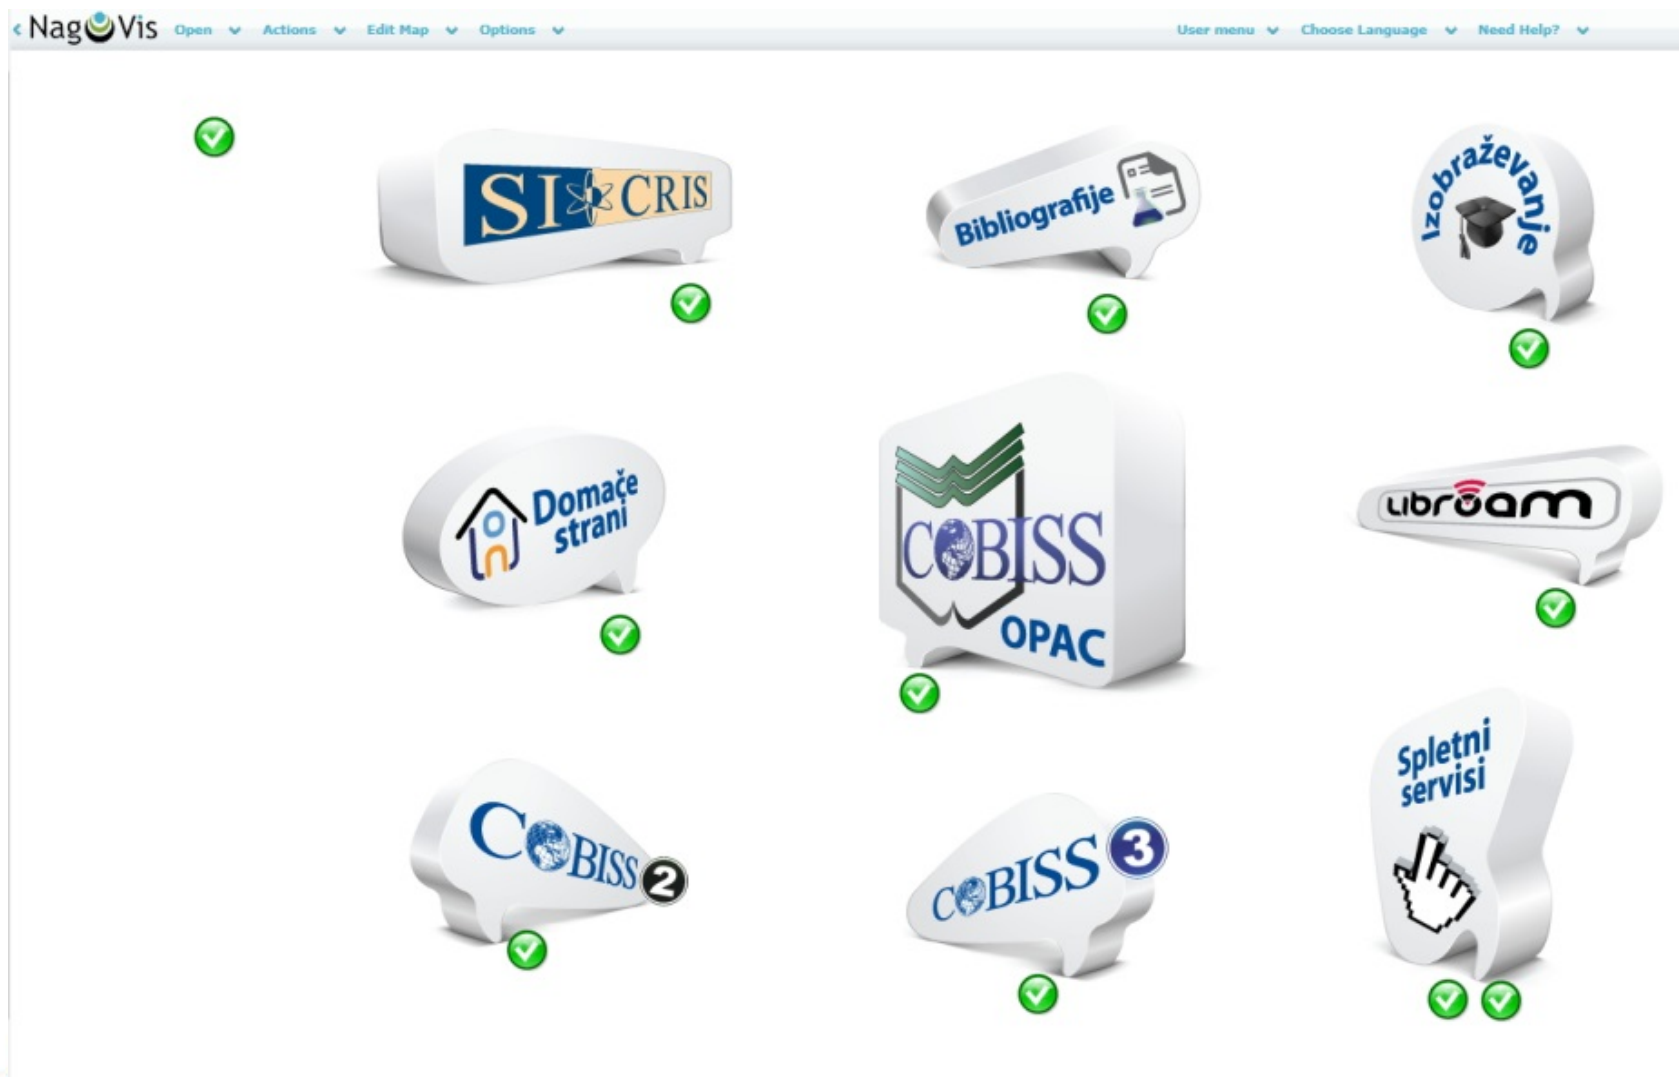 NagVis
Open
Actions
Edit Map
Options
User menu
Choose Language
Need Help?
SI CRIS
Bibliografije
Izobraževanje
Domače
strani
COBISS
OPAC
libroam
COBISS 2
COBISS 3
Spletni
servisi